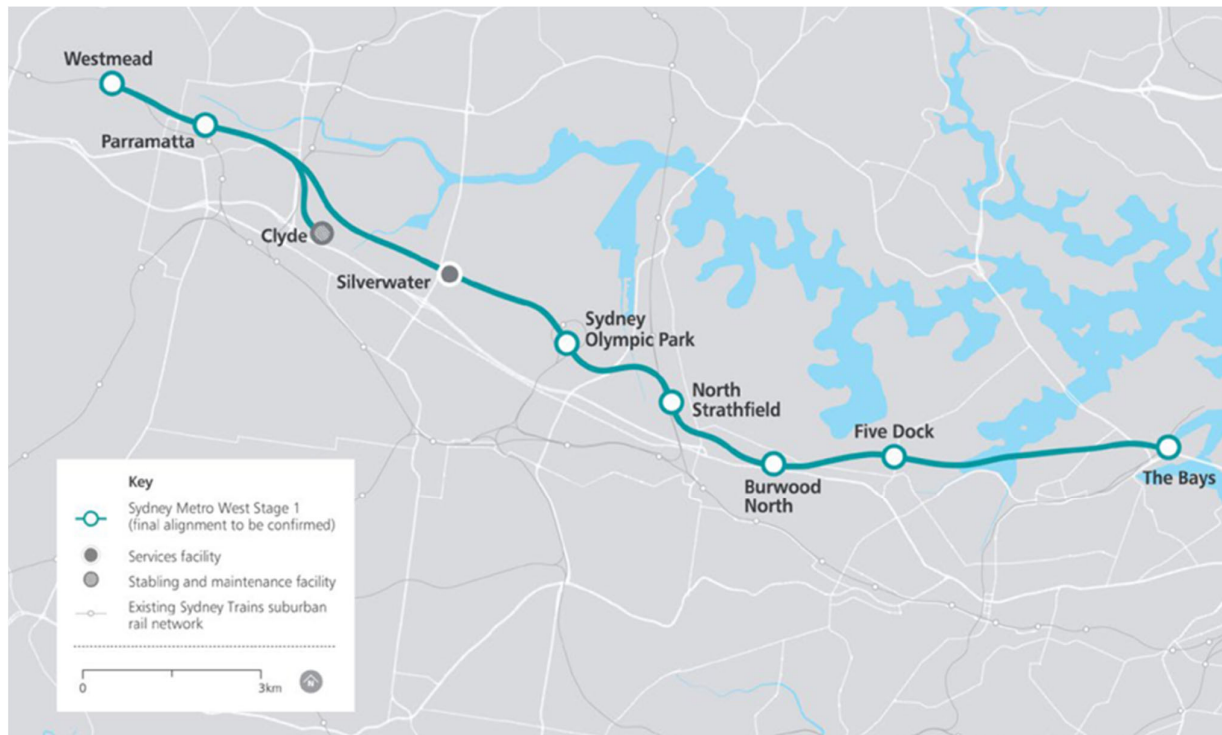 Westmead
Parramatta
Clyde
Silverwater
Sydney
Olympic Park
North
Strathfield
Five Dock
Burwood
North
The Bays
Key
Sydney Metro West Stage 1
(final alignment to be confirmed)
Services facility
Stabling and maintenance facility
Existing Sydney Trains suburban
rail network
0
3km
N